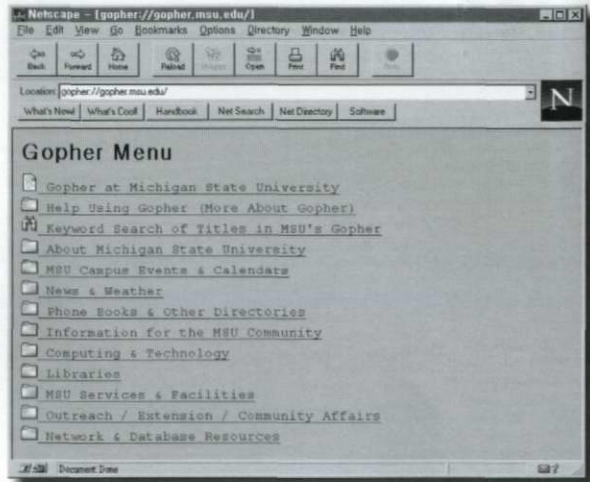 Netscape - [gopher://gopher.msu.edu/]
File Edit View Go Bookmarks Options Directory Window Help
Back Forward Home Reload Images Open Print Find Stop
Location: gopher://gopher.msu.edu/
What's New! What's Cool! Handbook Net Search Net Directory Software
N
Gopher Menu
Gopher at Michigan State University
Help Using Gopher (More About Gopher)
Keyword Search of Titles in MSU's Gopher
About Michigan State University
MSU Campus Events & Calendars
News & Weather
Phone Books & Other Directories
Information for the MSU Community
Computing & Technology
Libraries
MSU Services & Facilities
Outreach / Extension / Community Affairs
Network & Database Resources
Document: Done